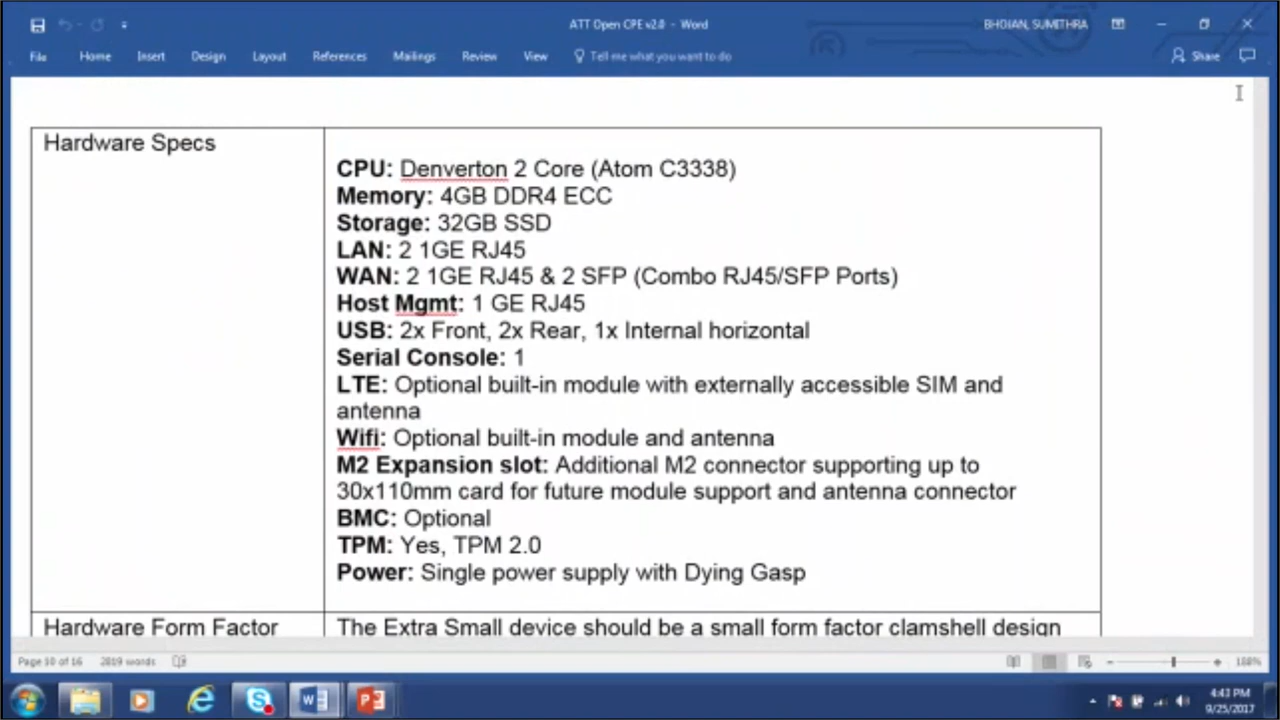 ATT Open CPE v2.0 - Word
BHOIAN, SUMITHRA
File Home Insert Design Layout References Mailings Review View Tell me what you want to do Share
Hardware Specs
CPU: Denverton 2 Core (Atom C3338)
Memory: 4GB DDR4 ECC
Storage: 32GB SSD
LAN: 2 1GE RJ45
WAN: 2 1GE RJ45 & 2 SFP (Combo RJ45/SFP Ports)
Host Mgmt: 1 GE RJ45
USB: 2x Front, 2x Rear, 1x Internal horizontal
Serial Console: 1
LTE: Optional built-in module with externally accessible SIM and
antenna
Wifi: Optional built-in module and antenna
M2 Expansion slot: Additional M2 connector supporting up to
30x110mm card for future module support and antenna connector
BMC: Optional
TPM: Yes, TPM 2.0
Power: Single power supply with Dying Gasp
Hardware Form Factor
The Extra Small device should be a small form factor clamshell design
Page 10 of 16 2819 words
188%
4:43 PM
9/25/2017